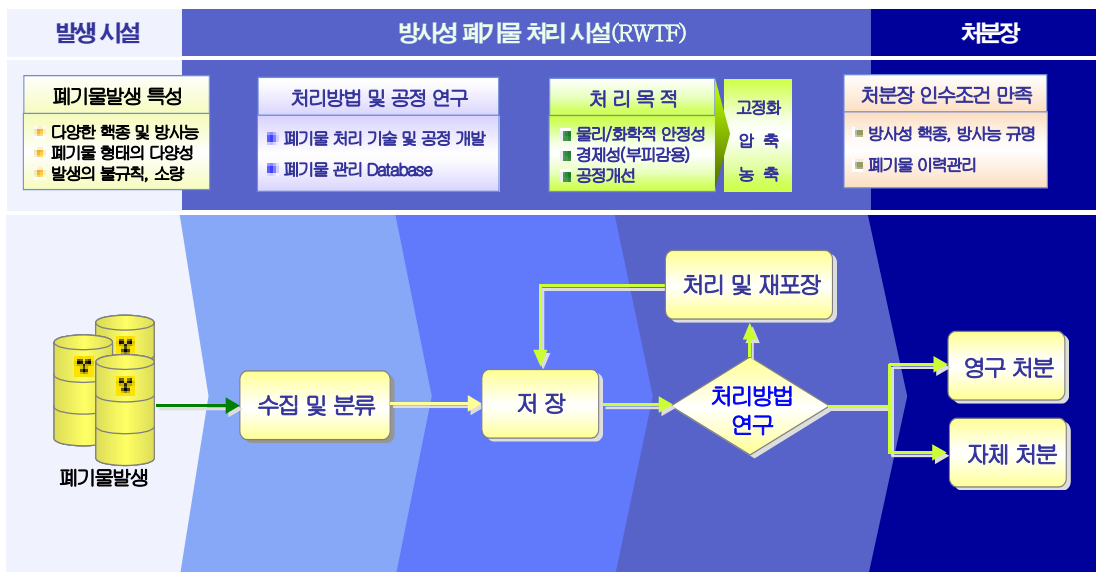 발생 시설
방사성 폐기물 처리 시설(RWTF)
처분장
폐기물발생 특성
다양한 핵종 및 방사능
폐기물 형태의 다양성
발생의 불규칙, 소량
처리방법 및 공정 연구
폐기물 처리 기술 및 공정 개발
폐기물 관리 Database
처 리 목 적
물리/화학적 안정성
경제성(부피감용)
공정개선
고정화
압 축
농 축
처분장 인수조건 만족
방사성 핵종, 방사능 규명
폐기물 이력관리
폐기물발생
수집 및 분류
저 장
처리 및 재포장
처리방법
연구
영구 처분
자체 처분